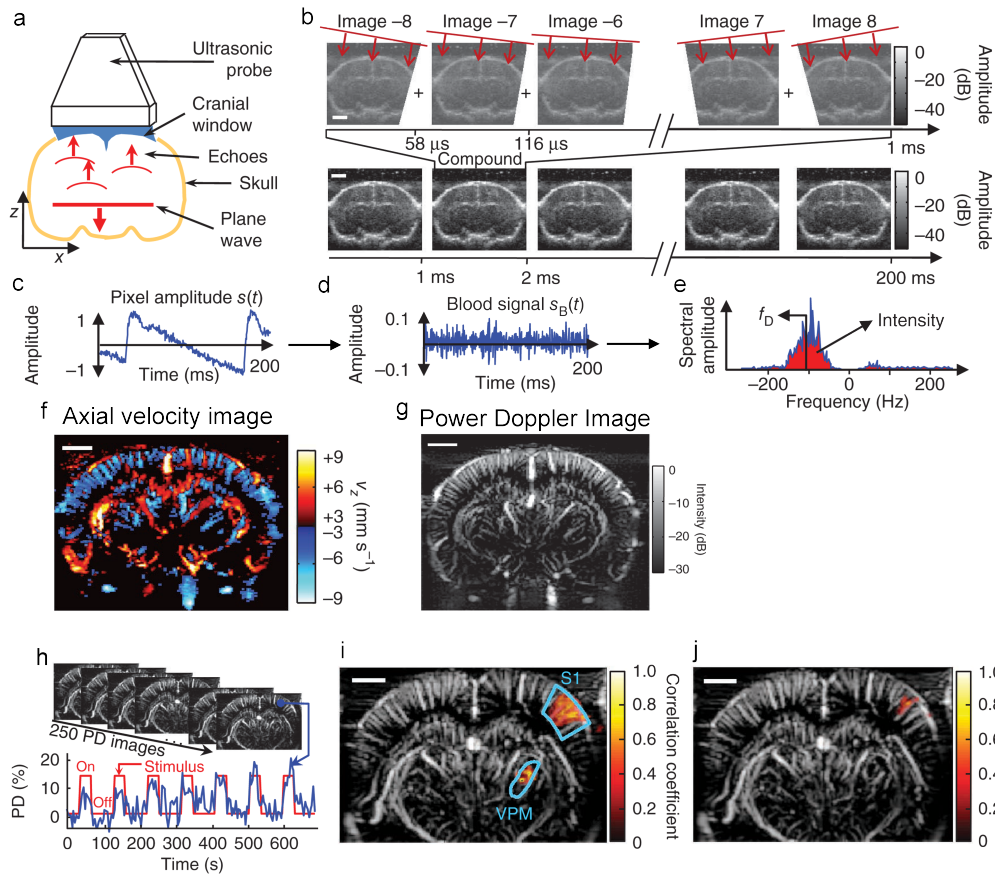 a
Ultrasonic
probe
Cranial
window
Echoes
Skull
Plane
wave
z
x
b
Image –8
Image –7
Image –6
Image 7
Image 8
+
+
+
58 µs
116 µs
1 ms
Compound
0
–20
–40
Amplitude
(dB)
1 ms
2 ms
200 ms
0
–20
–40
Amplitude
(dB)
c
Pixel amplitude s(t)
Amplitude
1
–1
Time (ms)
200
d
Blood signal sB(t)
Amplitude
0.1
–0.1
Time (ms)
200
e
Spectral
amplitude
fD
Intensity
–200
–100
0
100
200
Frequency (Hz)
f
Axial velocity image
+9
+6
+3
–3
–6
–9
vz (mm s–1)
g
Power Doppler Image
0
–10
–20
–30
Intensity (dB)
h
250 PD images
...
PD (%)
20
10
0
On
Off
Stimulus
0
100
200
300
400
500
600
Time (s)
i
S1
VPM
1.0
0.8
0.6
0.4
0.2
0
Correlation coefficient
j
1.0
0.8
0.6
0.4
0.2
0